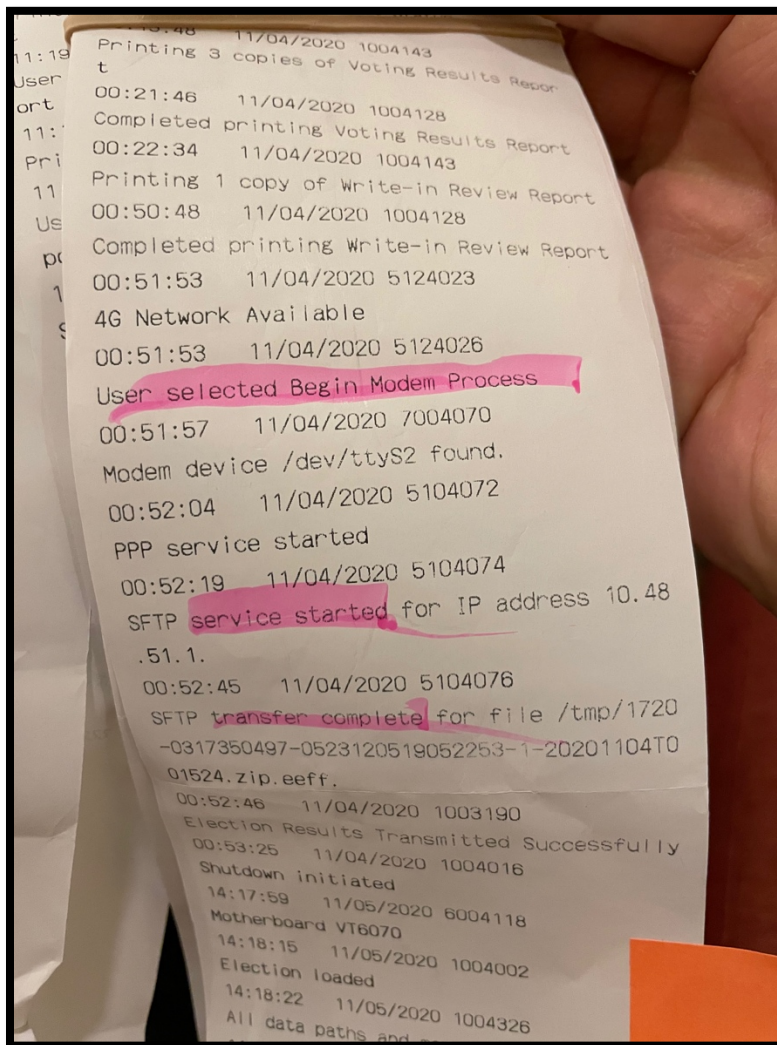 11:19
User
ort
11:
Pri
11
Us
11/04/2020 1004143
Printing 3 copies of Voting Results Repor
t
00:21:46 11/04/2020 1004128
Completed printing Voting Results Report
00:22:34 11/04/2020 1004143
Printing 1 copy of Write-in Review Report
00:50:48 11/04/2020 1004128
Completed printing Write-in Review Report
00:51:53 11/04/2020 5124023
4G Network Available
00:51:53 11/04/2020 5124026
User selected Begin Modem Process
00:51:57 11/04/2020 7004070
Modem device /dev/ttyS2 found.
00:52:04 11/04/2020 5104072
PPP service started
00:52:19 11/04/2020 5104074
SFTP service started for IP address 10.48
.51.1.
00:52:45 11/04/2020 5104076
SFTP transfer complete for file /tmp/1720
-0317350497-0523120519052253-1-20201104T0
01524.zip.eeff.
00:52:46 11/04/2020 1003190
Election Results Transmitted Successfully
00:53:25 11/04/2020 1004016
Shutdown initiated
14:17:59 11/05/2020 6004118
Motherboard VT6070
14:18:15 11/05/2020 1004002
Election loaded
14:18:22 11/05/2020 1004326
All data paths and